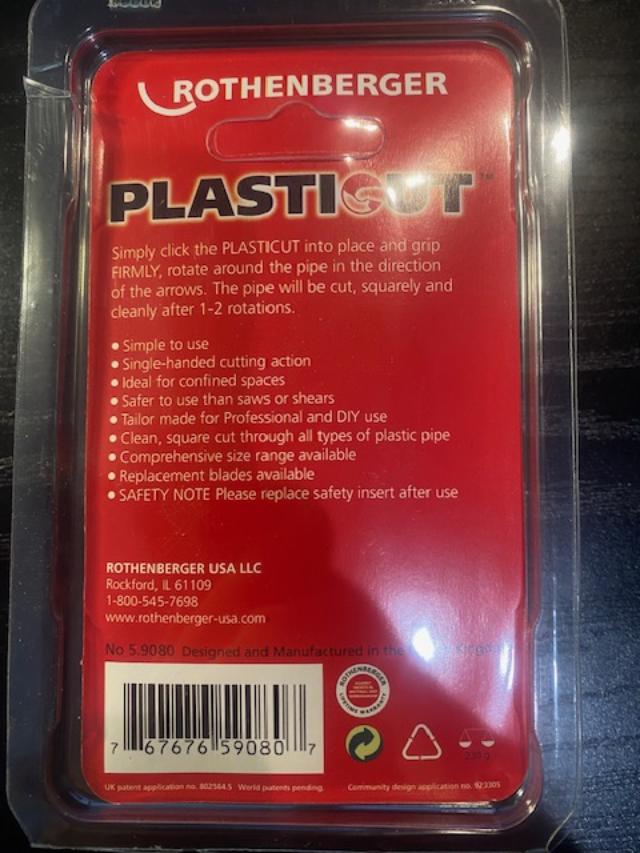 ROTHENBERGER
PLASTICUT™
Simply click the PLASTICUT into place and grip
FIRMLY, rotate around the pipe in the direction
of the arrows. The pipe will be cut, squarely and
cleanly after 1-2 rotations.
• Simple to use
• Single-handed cutting action
• Ideal for confined spaces
• Safer to use than saws or shears
• Tailor made for Professional and DIY use
• Clean, square cut through all types of plastic pipe
• Comprehensive size range available
• Replacement blades available
• SAFETY NOTE Please replace safety insert after use
ROTHENBERGER USA LLC
Rockford, IL 61109
1-800-545-7698
www.rothenberger-usa.com
No 5.9080 Designed and Manufactured in the
ROTHENBERGER
LIFETIME WARRANTY
7 67676 59080 7
UK patent application no. 802564.5 World patents pending.
Community design application no. 923305